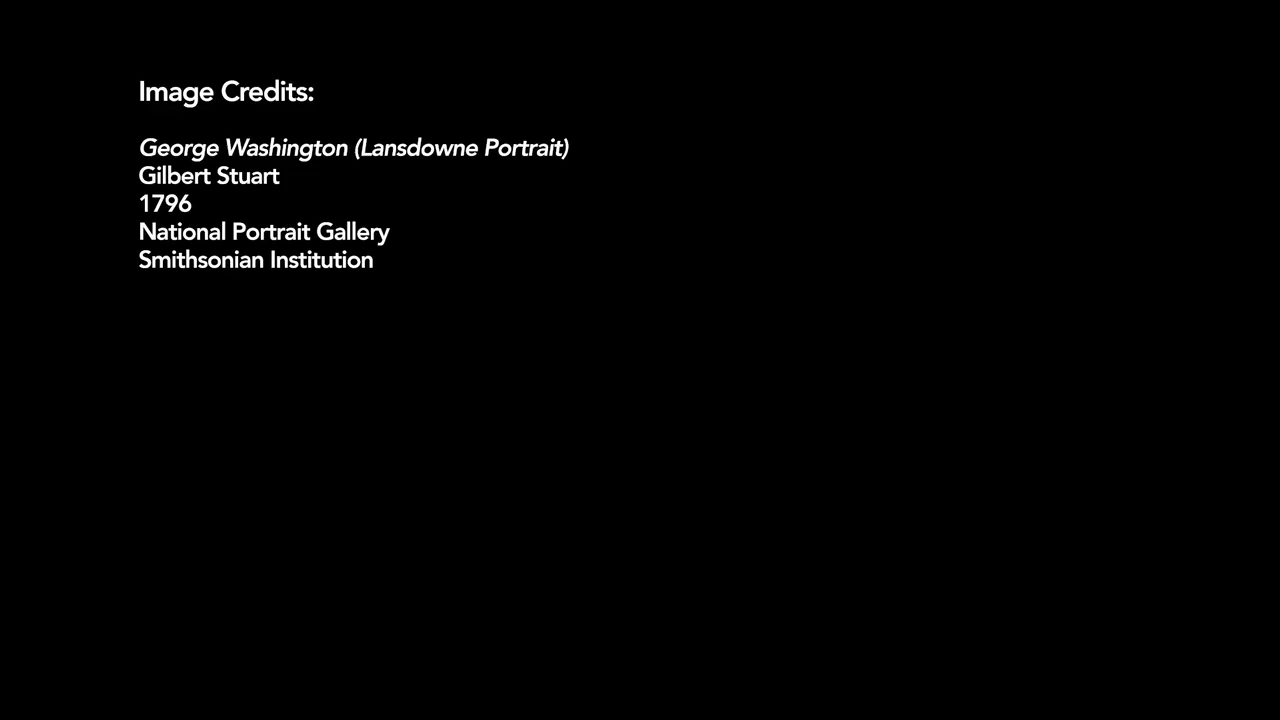 Image Credits:
George Washington (Lansdowne Portrait)
Gilbert Stuart
1796
National Portrait Gallery
Smithsonian Institution